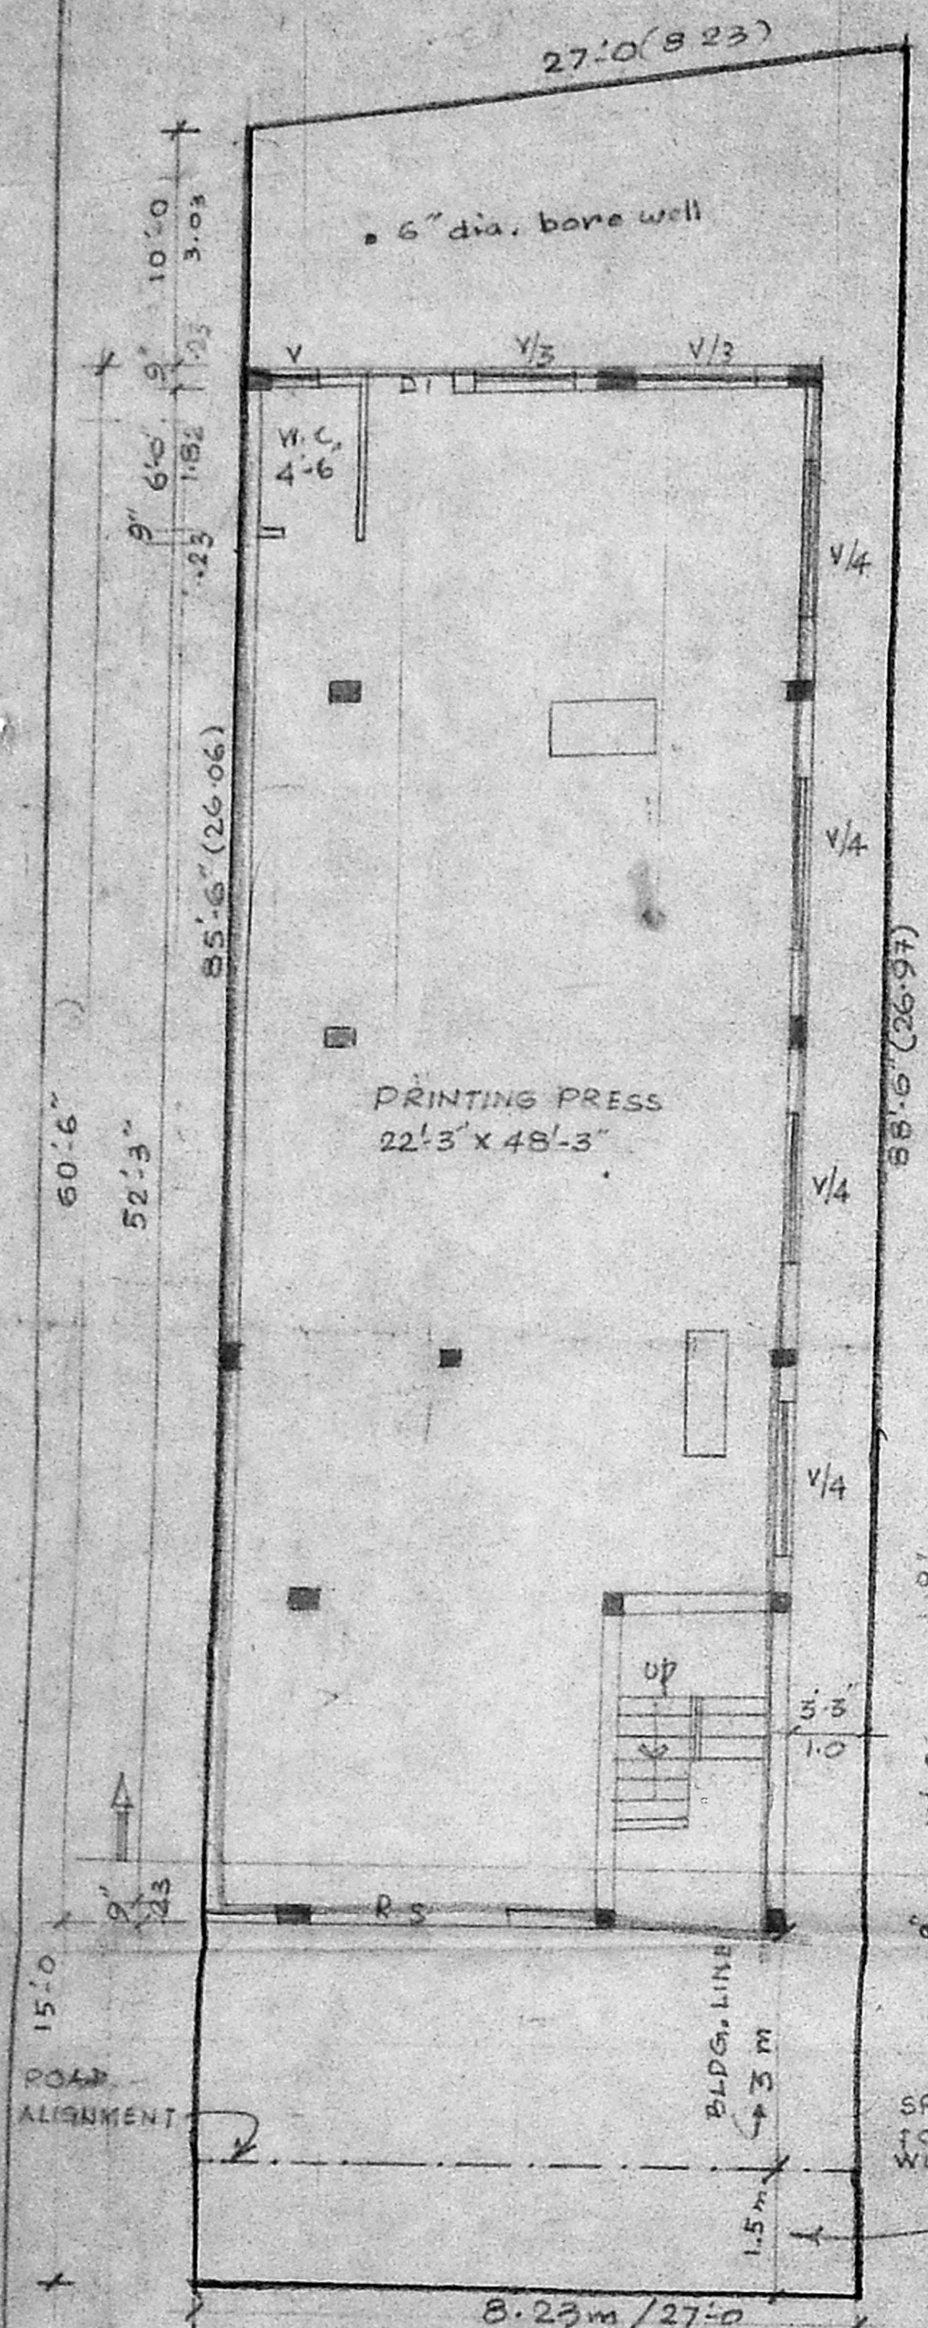 27'-0 (8 23)
10'-0
3.03
• 6" dia. bore well
9"
.23
V
V/3
V/3
D1
W.C.
4'-6"
6'-0"
1.82
9"
.23
V/4
85'-6" (26.06)
V/4
88'-6" (26.97)
60'-6"
52'-3"
PRINTING PRESS
22'-3" X 48'-3"
V/4
V/4
UP
3'-3"
1.0
9"
23
R S
15'-0
BLDG. LINE
3 m
ROAD
ALIGNMENT
1.5 m
8.23m / 27'-0